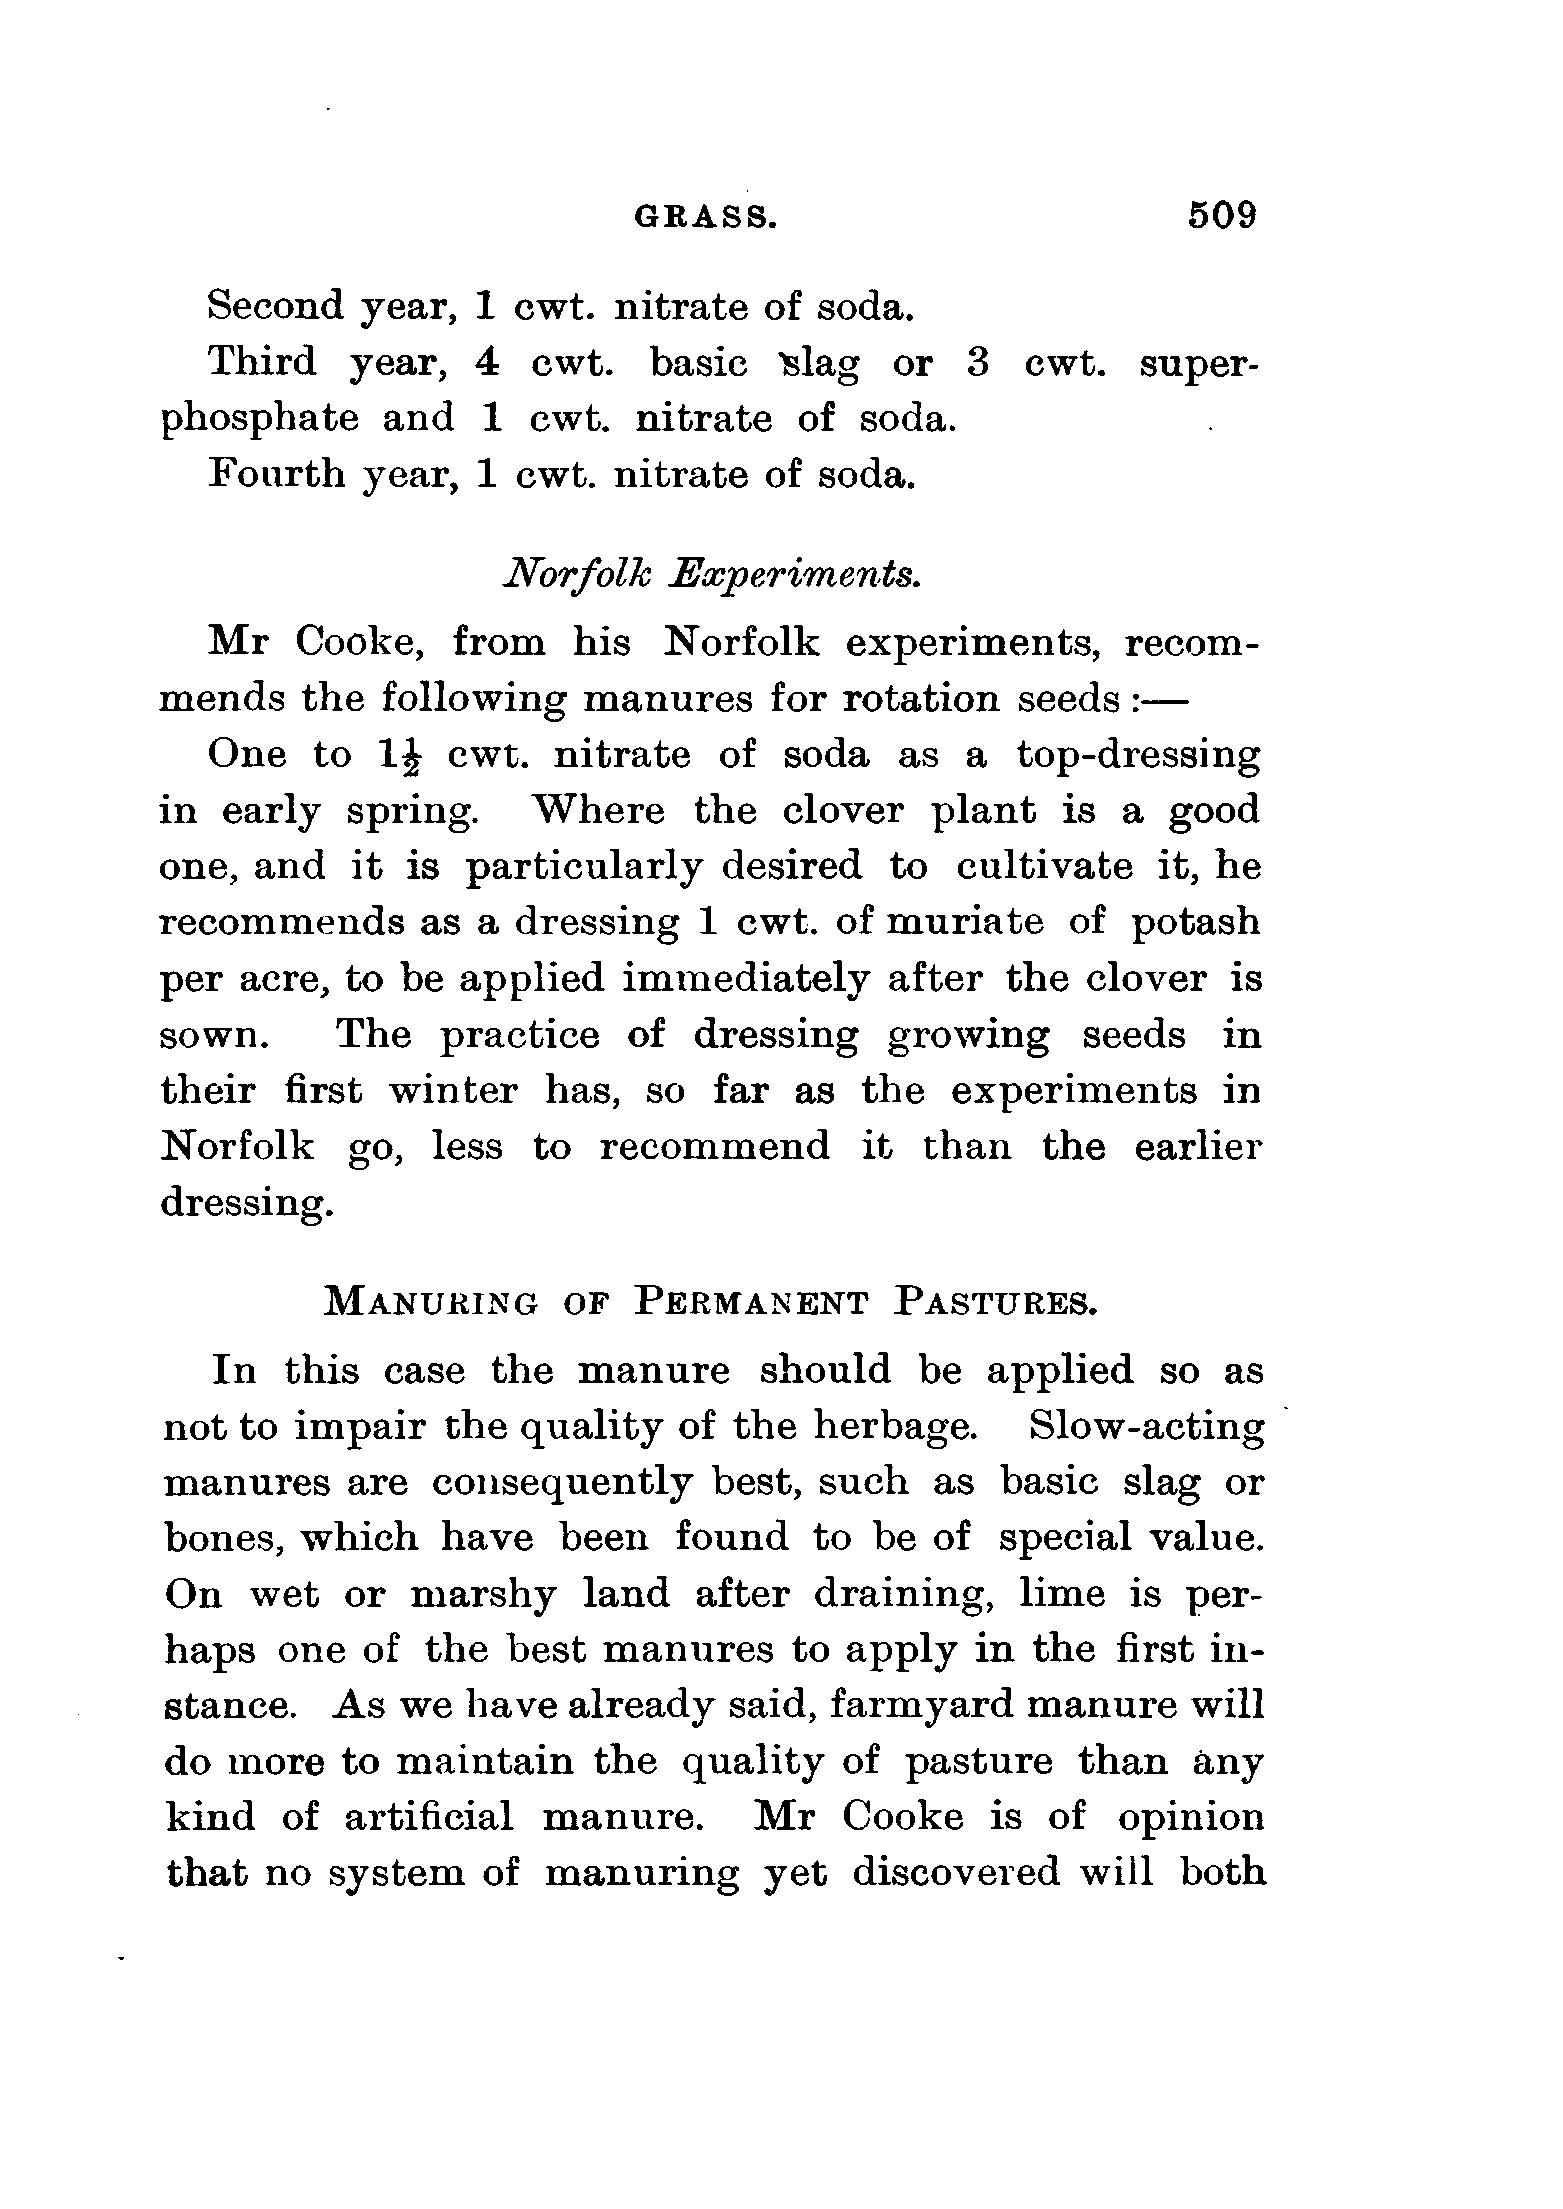 GRASS. 509
Second year, 1 cwt. nitrate of soda.
Third year, 4 cwt. basic slag or 3 cwt. super-
phosphate and 1 cwt. nitrate of soda.
Fourth year, 1 cwt. nitrate of soda.
Norfolk Experiments.
Mr Cooke, from his Norfolk experiments, recom-
mends the following manures for rotation seeds :—
One to 1½ cwt. nitrate of soda as a top-dressing
in early spring. Where the clover plant is a good
one, and it is particularly desired to cultivate it, he
recommends as a dressing 1 cwt. of muriate of potash
per acre, to be applied immediately after the clover is
sown. The practice of dressing growing seeds in
their first winter has, so far as the experiments in
Norfolk go, less to recommend it than the earlier
dressing.
MANURING OF PERMANENT PASTURES.
In this case the manure should be applied so as
not to impair the quality of the herbage. Slow-acting
manures are consequently best, such as basic slag or
bones, which have been found to be of special value.
On wet or marshy land after draining, lime is per-
haps one of the best manures to apply in the first in-
stance. As we have already said, farmyard manure will
do more to maintain the quality of pasture than any
kind of artificial manure. Mr Cooke is of opinion
that no system of manuring yet discovered will both